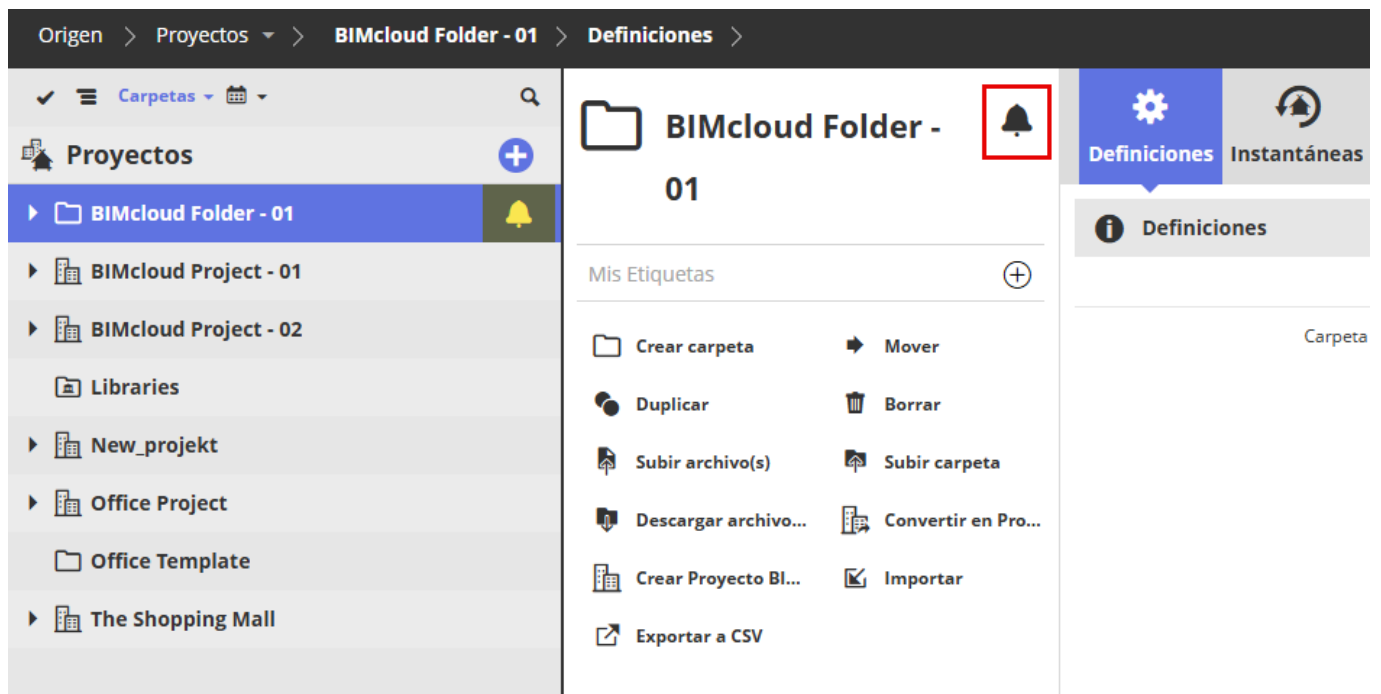 Origen > Proyectos > BIMcloud Folder - 01 > Definiciones >
Carpetas
Proyectos
BIMcloud Folder - 01
BIMcloud Project - 01
BIMcloud Project - 02
Libraries
New_projekt
Office Project
Office Template
The Shopping Mall
BIMcloud Folder -
01
Mis Etiquetas
Crear carpeta
Mover
Duplicar
Borrar
Subir archivo(s)
Subir carpeta
Descargar archivo...
Convertir en Pro...
Crear Proyecto BI...
Importar
Exportar a CSV
Definiciones
Instantáneas
Definiciones
Carpeta